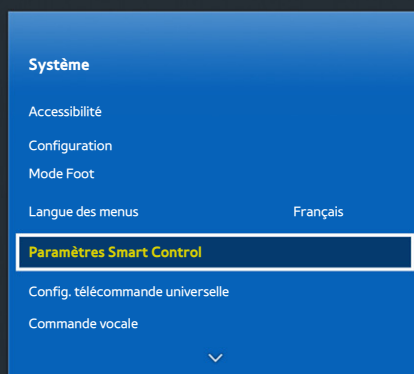 Système
Accessibilité
Configuration
Mode Foot
Langue des menus Français
Paramètres Smart Control
Config. télécommande universelle
Commande vocale